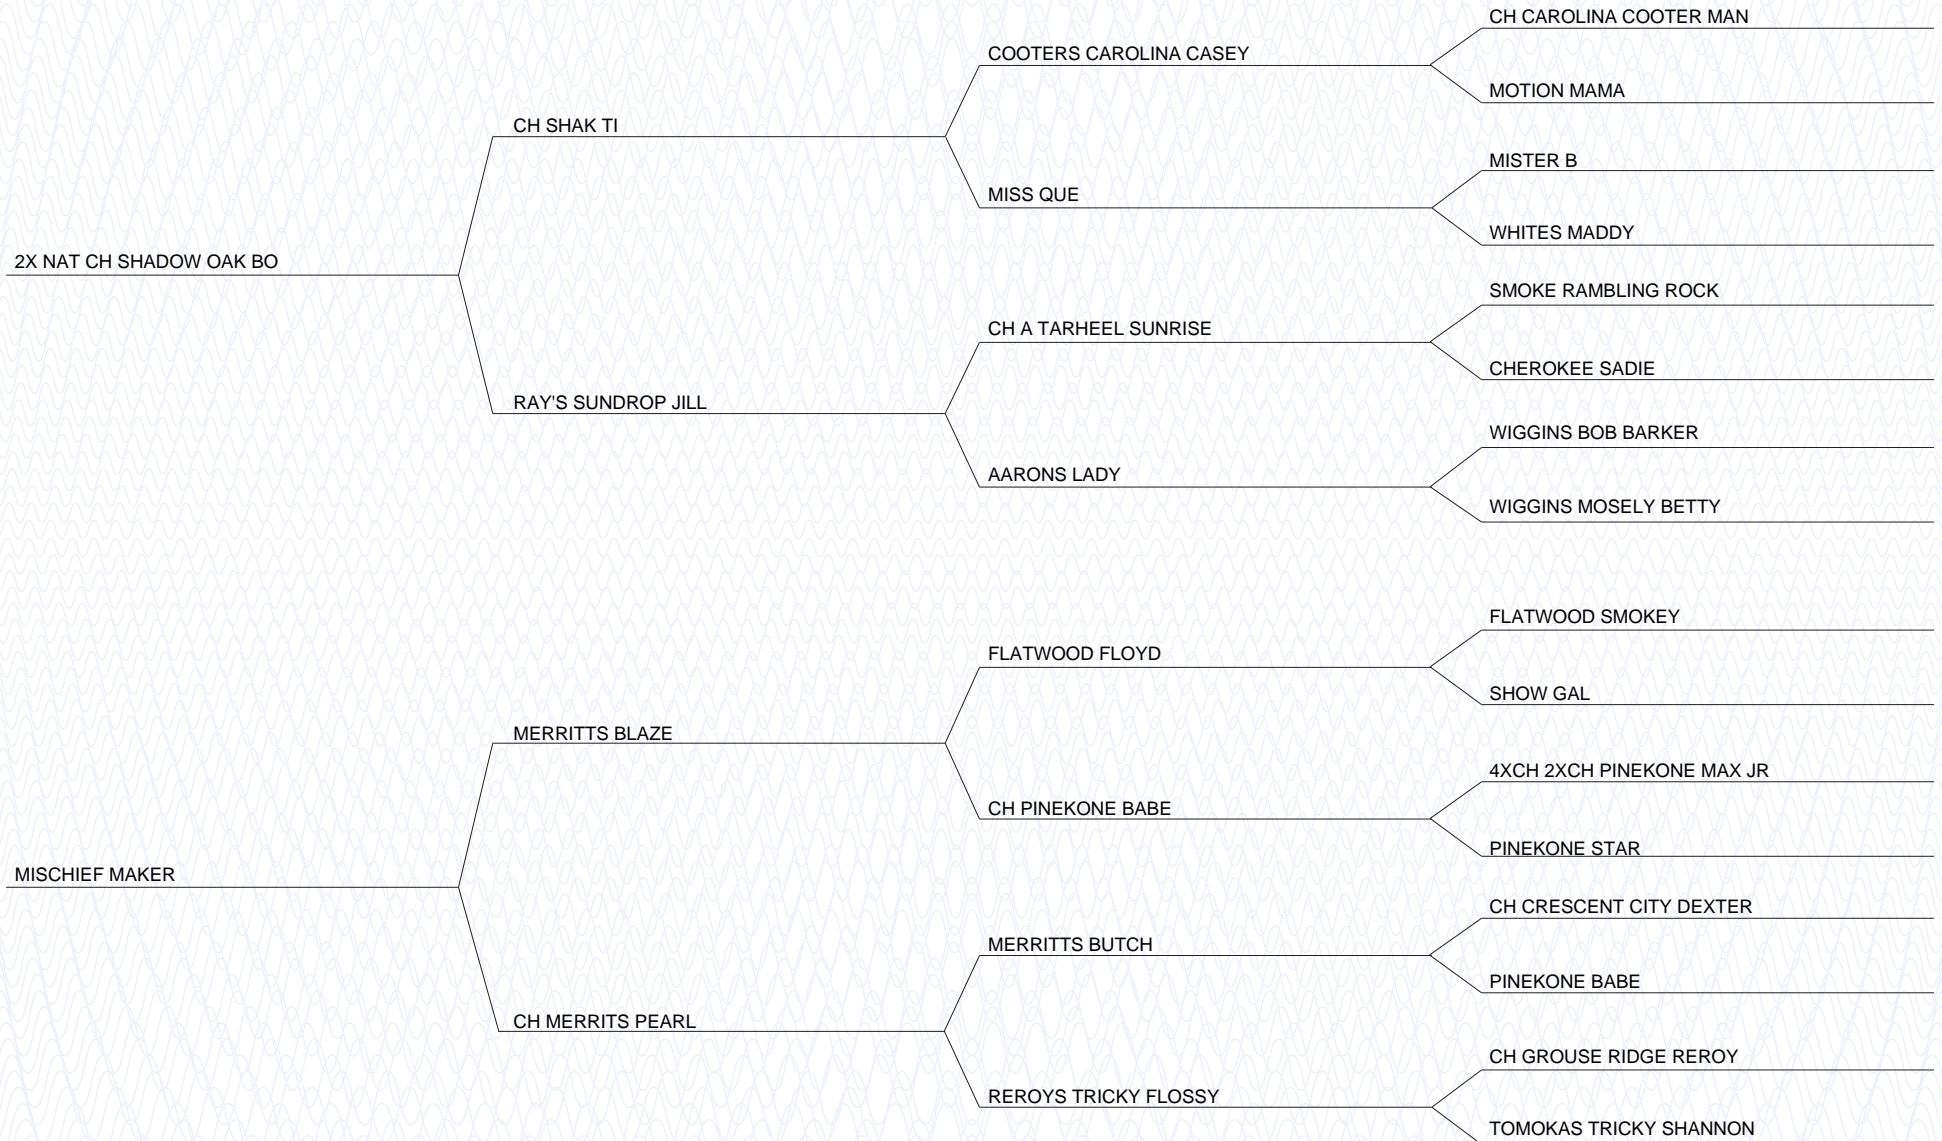 CH CAROLINA COOTER MAN
COOTERS CAROLINA CASEY
MOTION MAMA
CH SHAK TI
MISTER B
MISS QUE
WHITES MADDY
2X NAT CH SHADOW OAK BO
SMOKE RAMBLING ROCK
CH A TARHEEL SUNRISE
CHEROKEE SADIE
RAY'S SUNDROP JILL
WIGGINS BOB BARKER
AARONS LADY
WIGGINS MOSELY BETTY
FLATWOOD SMOKEY
FLATWOOD FLOYD
SHOW GAL
MERRITTS BLAZE
4XCH 2XCH PINEKONE MAX JR
CH PINEKONE BABE
PINEKONE STAR
MISCHIEF MAKER
CH CRESCENT CITY DEXTER
MERRITTS BUTCH
PINEKONE BABE
CH MERRITS PEARL
CH GROUSE RIDGE REROY
REROYS TRICKY FLOSSY
TOMOKAS TRICKY SHANNON